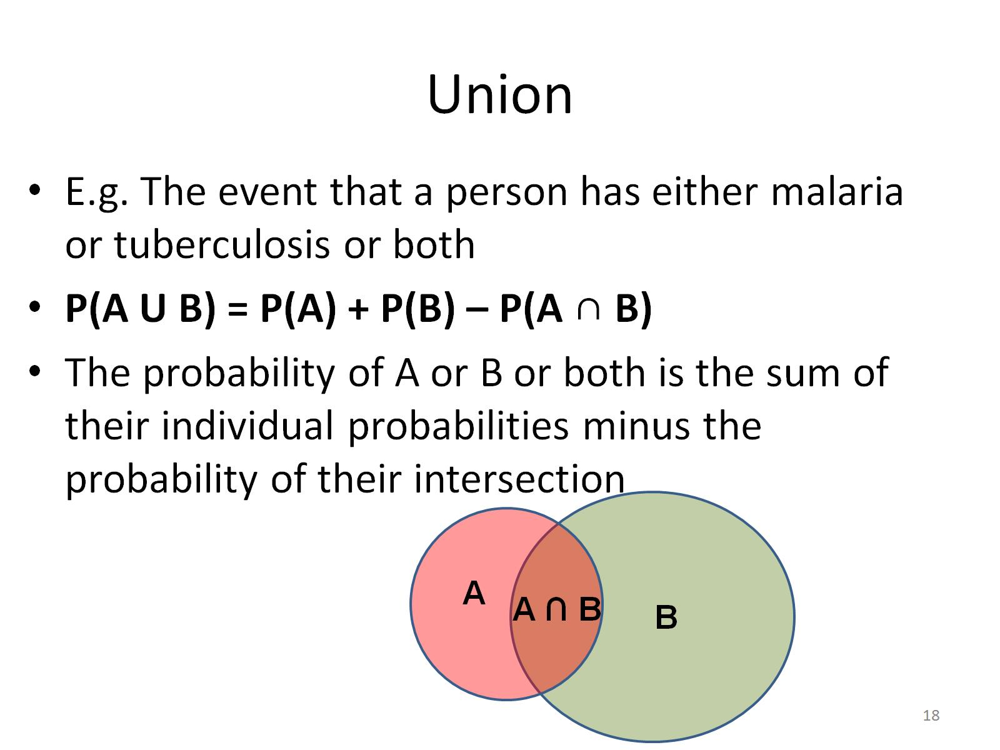 Union
• E.g. The event that a person has either malaria
or tuberculosis or both
• P(A U B) = P(A) + P(B) – P(A ∩ B)
• The probability of A or B or both is the sum of
their individual probabilities minus the
probability of their intersection
A
A ∩ B
B
18